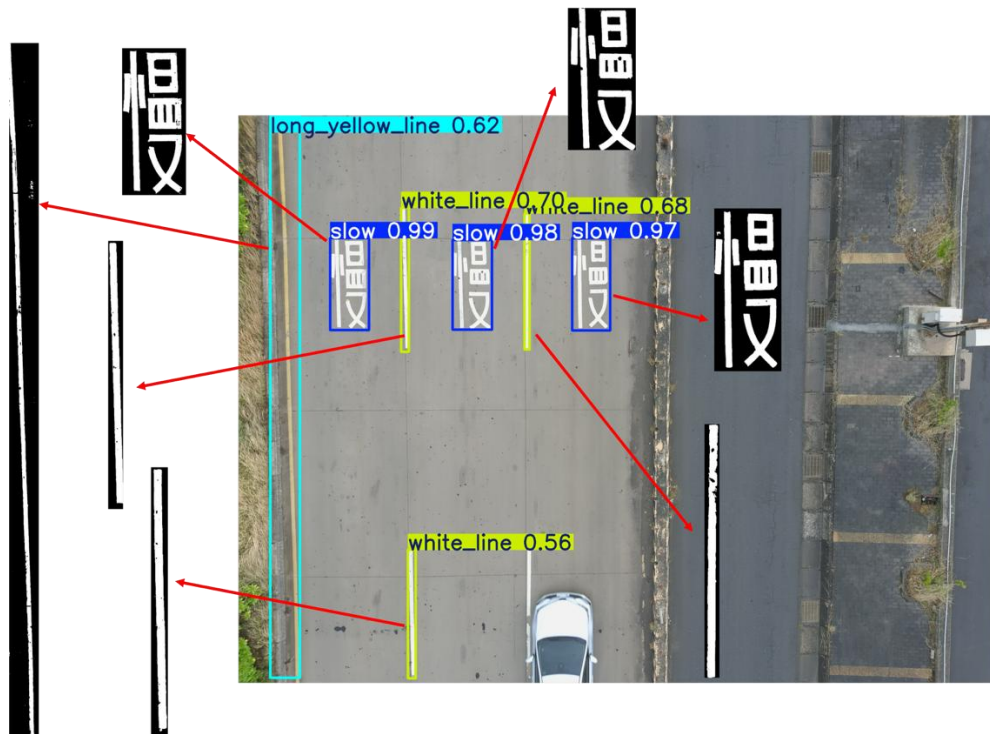 慢
慢
long_yellow_line 0.62
white_line 0.70
white_line 0.68
slow 0.99
slow 0.98
slow 0.97
慢
慢
慢
慢
white_line 0.56